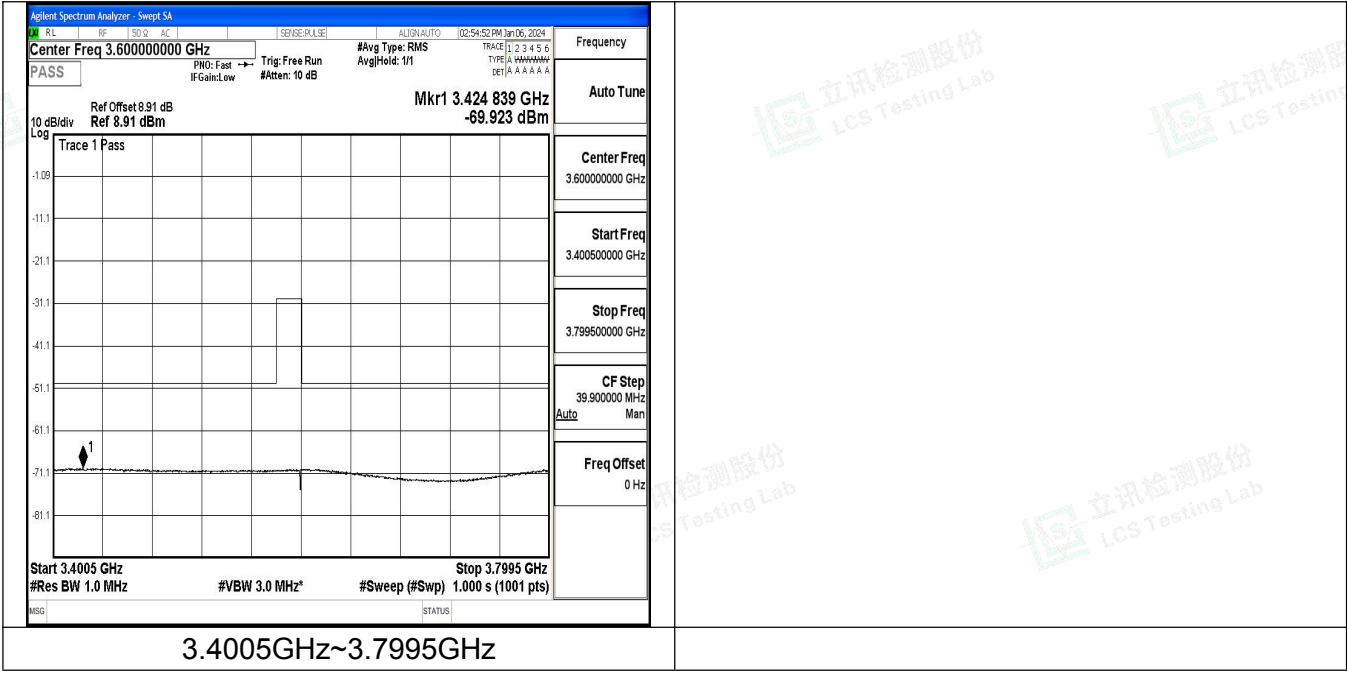 Agilent Spectrum Analyzer - Swept SA
RL RF 50 Ω AC SENSE:PULSE ALIGN AUTO 02:54:52 PM Jan 06, 2024
Center Freq 3.600000000 GHz
PASS
PNO: Fast
IFGain:Low
Trig: Free Run
#Atten: 10 dB
#Avg Type: RMS
Avg|Hold: 1/1
TRACE 1 2 3 4 5 6
TYPE A WWWWW
DET A A A A A A
Mkr1 3.424 839 GHz
-69.923 dBm
Ref Offset 8.91 dB
10 dB/div Ref 8.91 dBm
Log
Trace 1 Pass
-1.09
-11.1
-21.1
-31.1
-41.1
-51.1
-61.1
-71.1
-81.1
1
Start 3.4005 GHz Stop 3.7995 GHz
#Res BW 1.0 MHz #VBW 3.0 MHz* #Sweep (#Swp) 1.000 s (1001 pts)
MSG STATUS
Frequency
Auto Tune
Center Freq
3.600000000 GHz
Start Freq
3.400500000 GHz
Stop Freq
3.799500000 GHz
CF Step
39.900000 MHz
Auto Man
Freq Offset
0 Hz
3.4005GHz~3.7995GHz
立讯检测股份
LCS Testing Lab
立讯检测股
LCS Testing
讯检测股份
CS Testing Lab
立讯检测股份
LCS Testing Lab